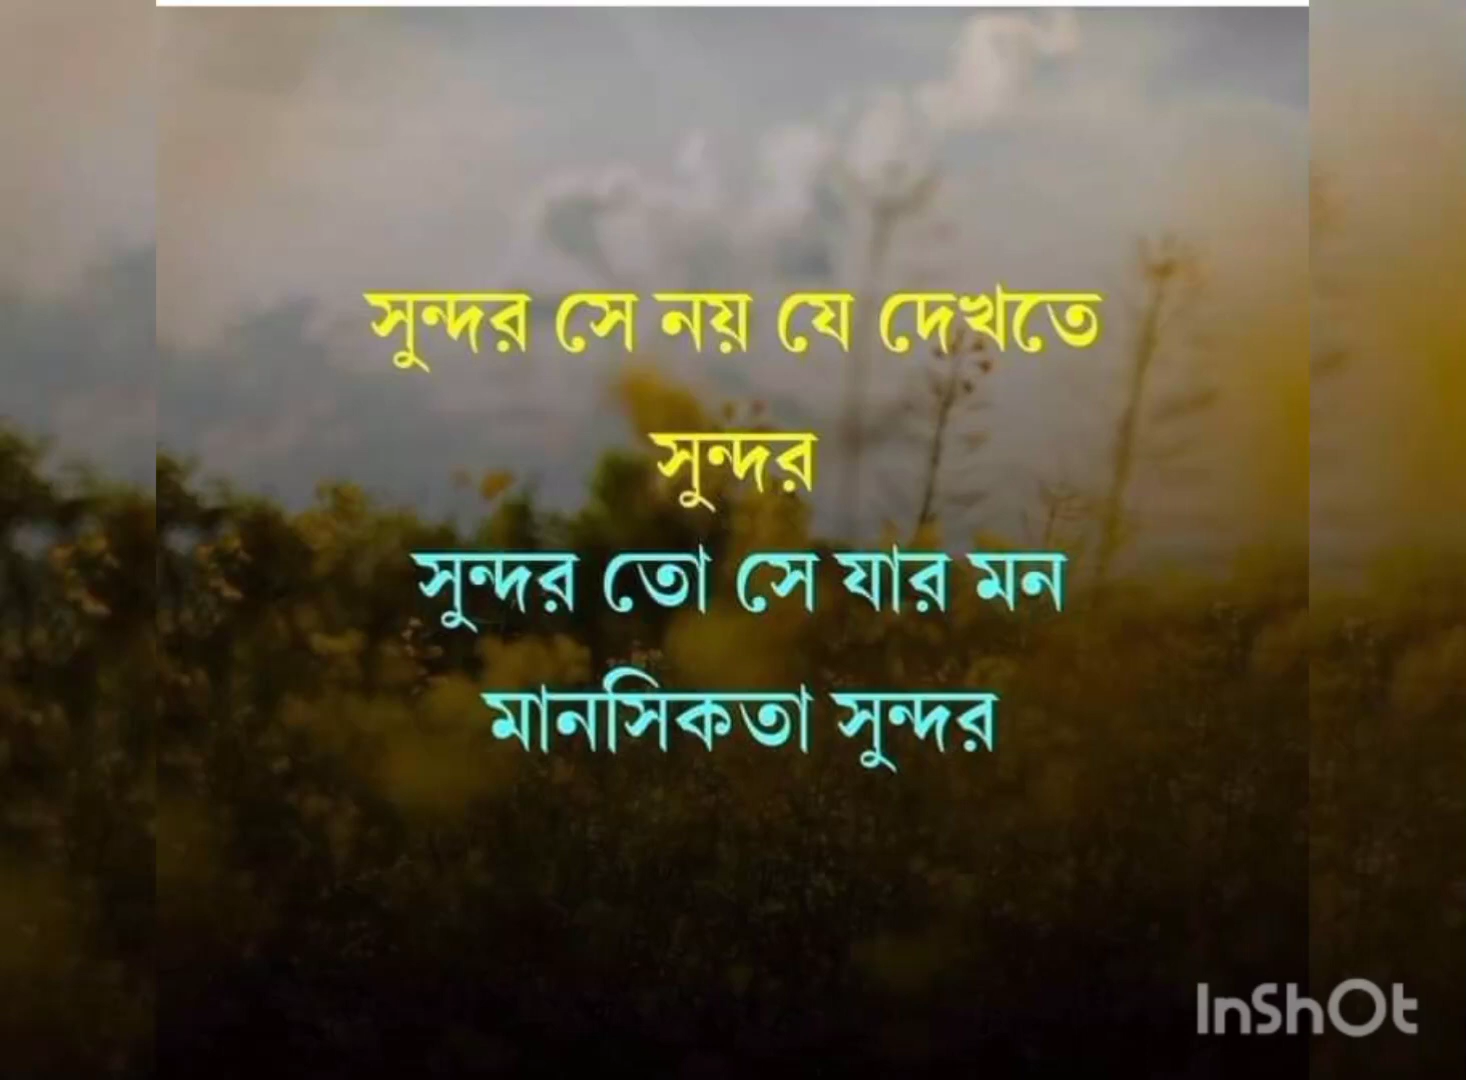 সুন্দর সে নয় যে দেখতে
সুন্দর
সুন্দর তো সে যার মন
মানসিকতা সুন্দর
InShOt